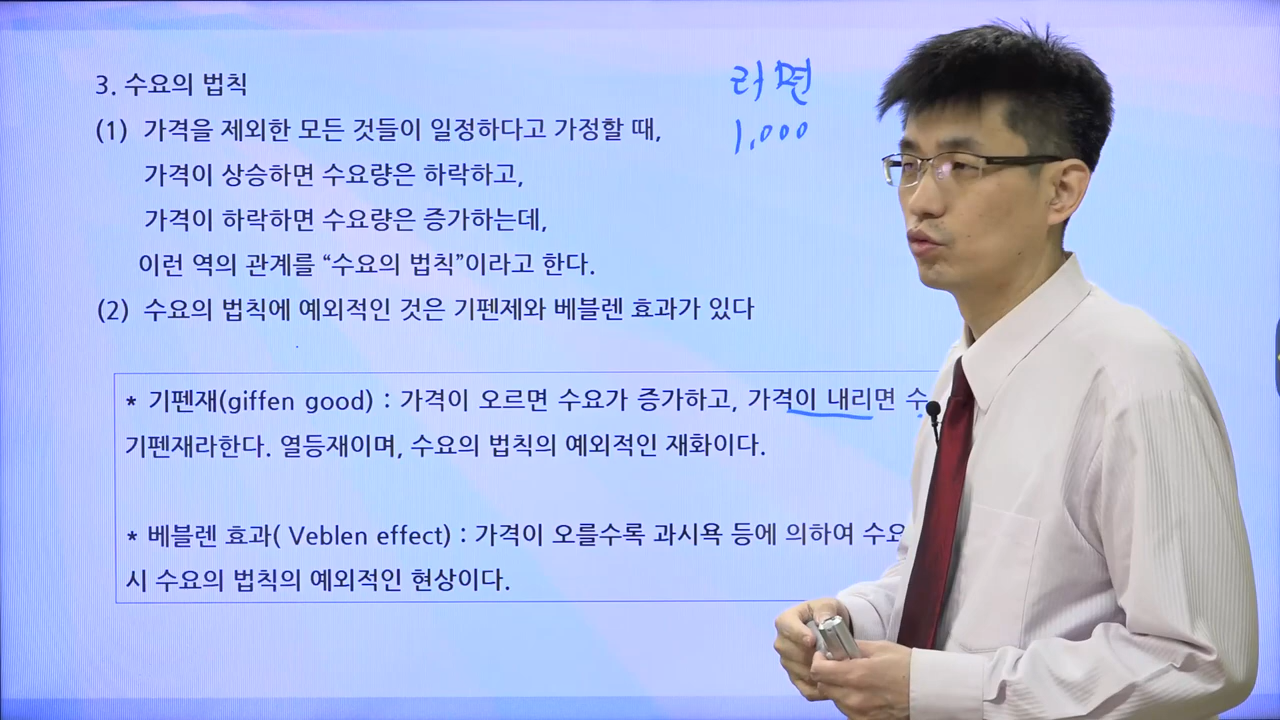 3. 수요의 법칙
라면
(1) 가격을 제외한 모든 것들이 일정하다고 가정할 때,
1,000
가격이 상승하면 수요량은 하락하고,
가격이 하락하면 수요량은 증가하는데,
이런 역의 관계를 “수요의 법칙”이라고 한다.
(2) 수요의 법칙에 예외적인 것은 기펜제와 베블렌 효과가 있다
* 기펜재(giffen good) : 가격이 오르면 수요가 증가하고, 가격이 내리면 수
기펜재라한다. 열등재이며, 수요의 법칙의 예외적인 재화이다.
* 베블렌 효과( Veblen effect) : 가격이 오를수록 과시욕 등에 의하여 수요
시 수요의 법칙의 예외적인 현상이다.